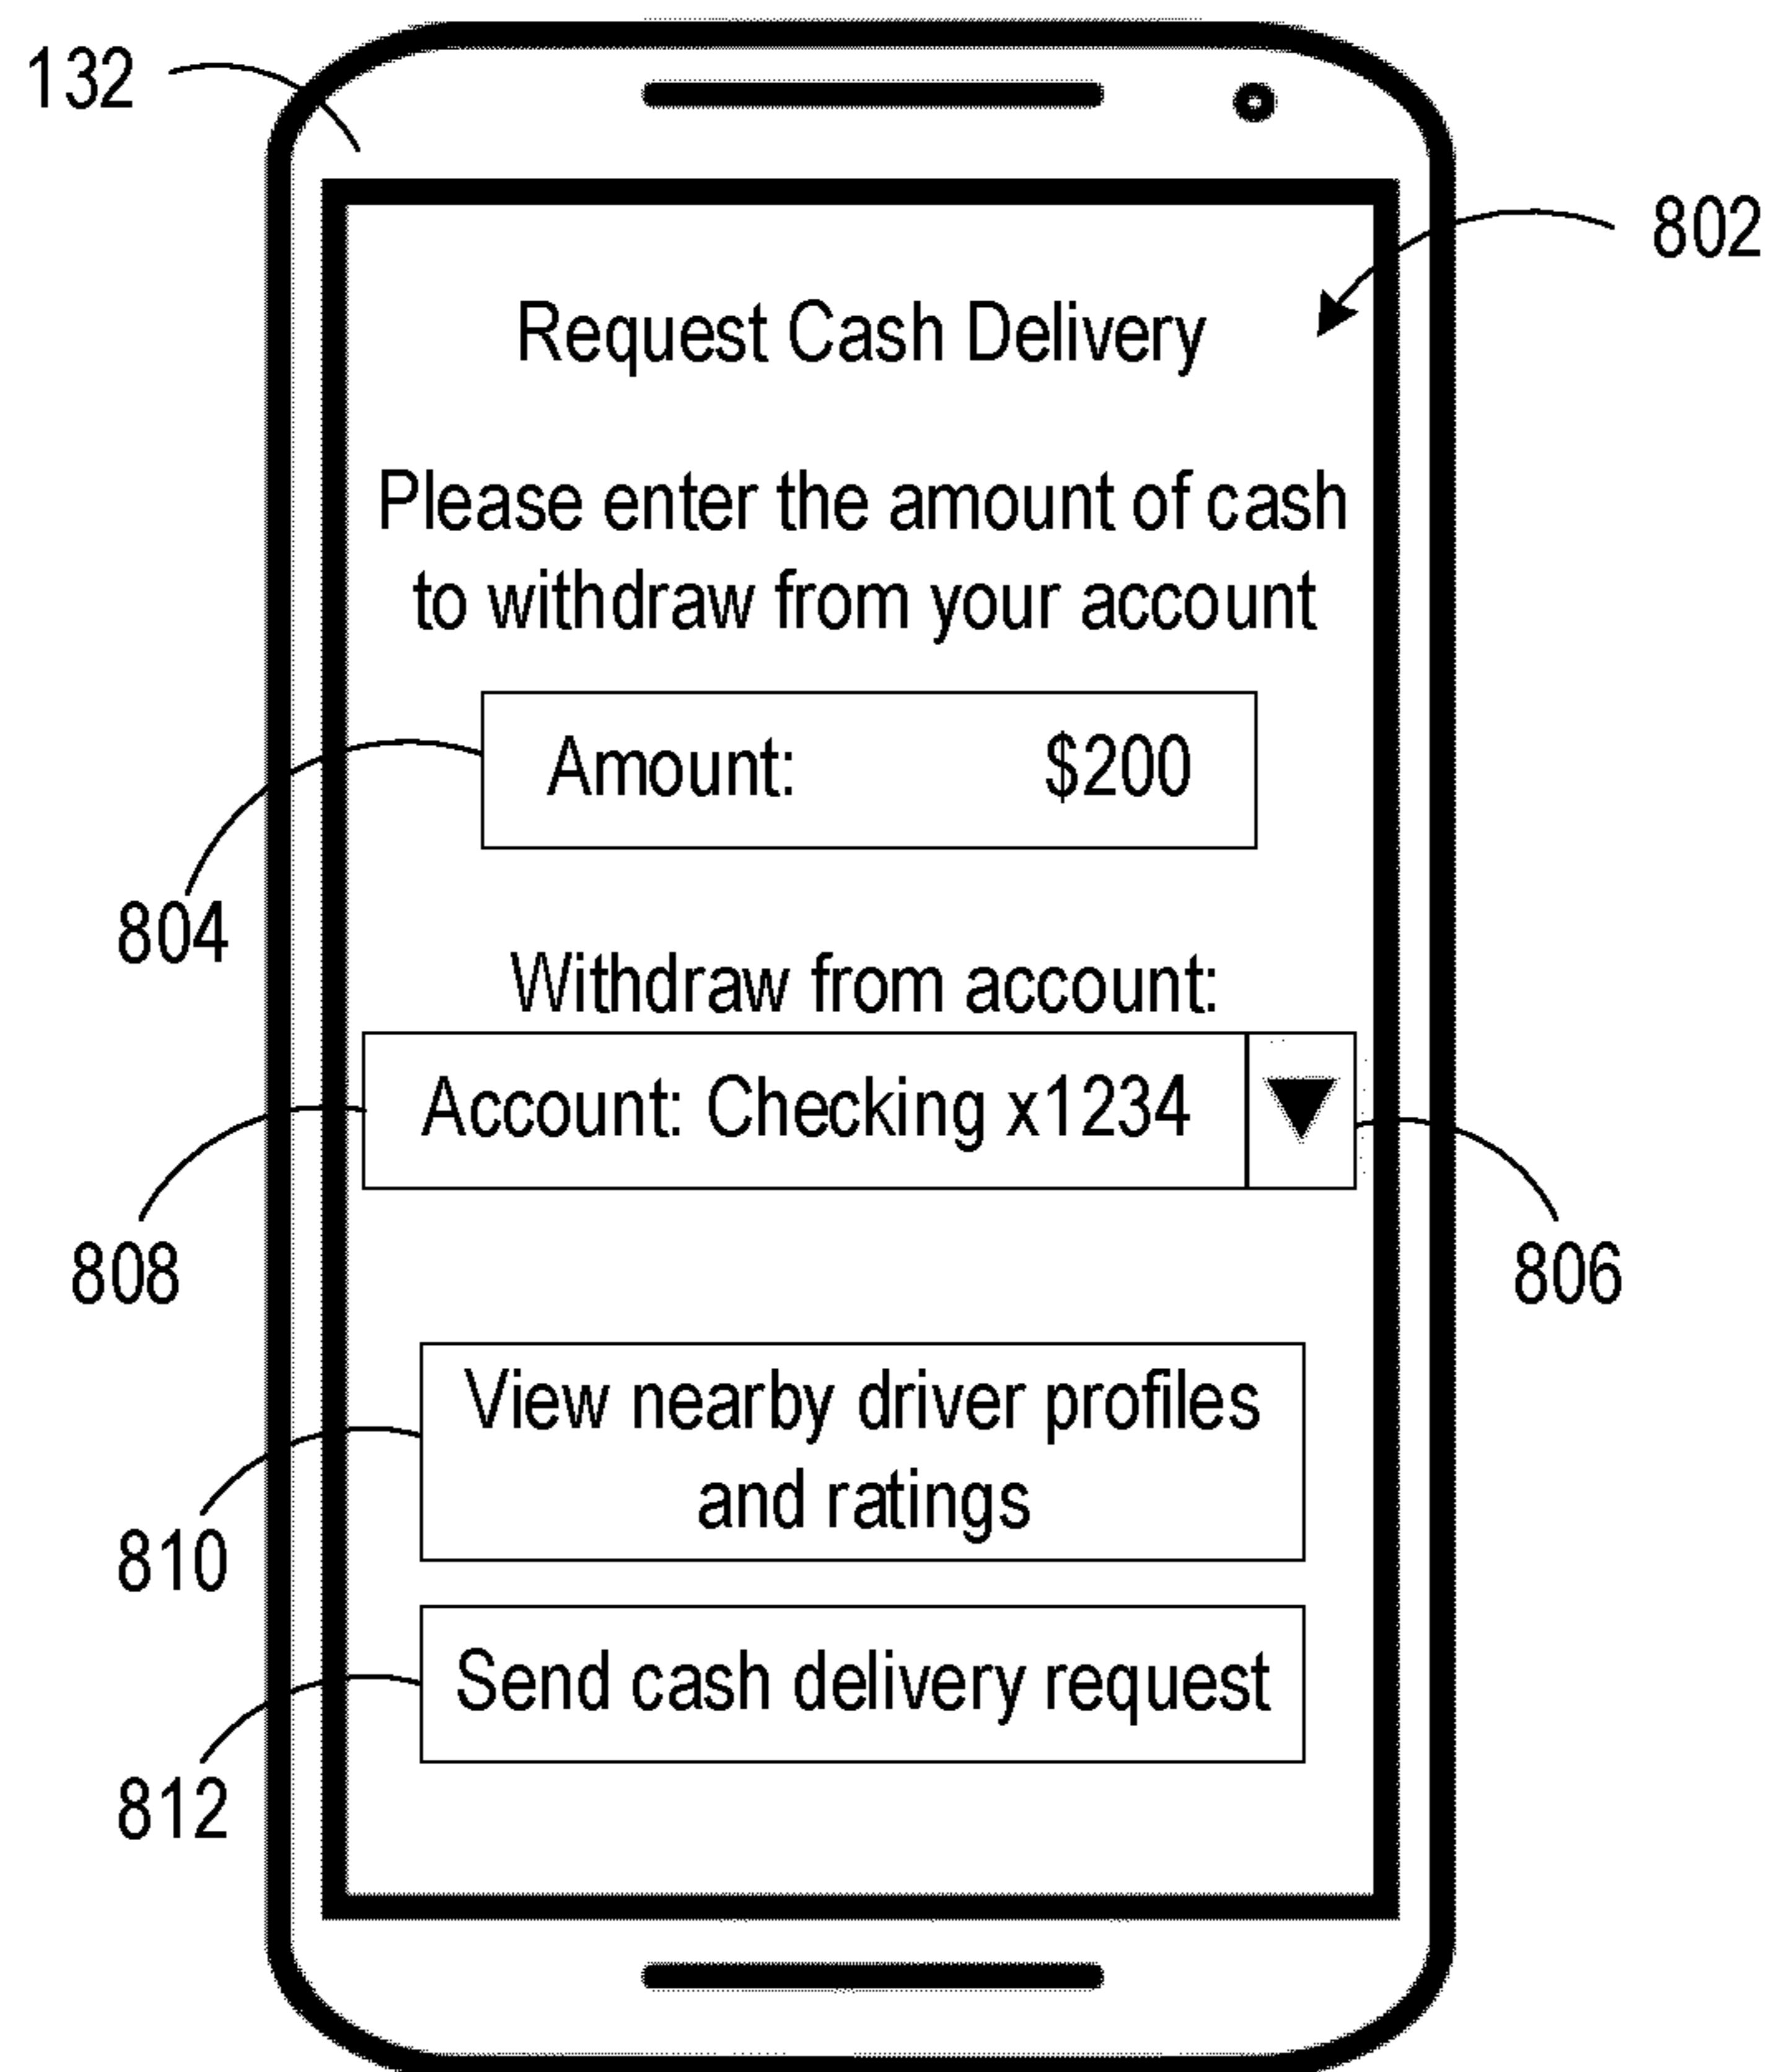 132
802
Request Cash Delivery
Please enter the amount of cash
to withdraw from your account
Amount: $200
804
Withdraw from account:
Account: Checking x1234
808
806
View nearby driver profiles
and ratings
810
Send cash delivery request
812